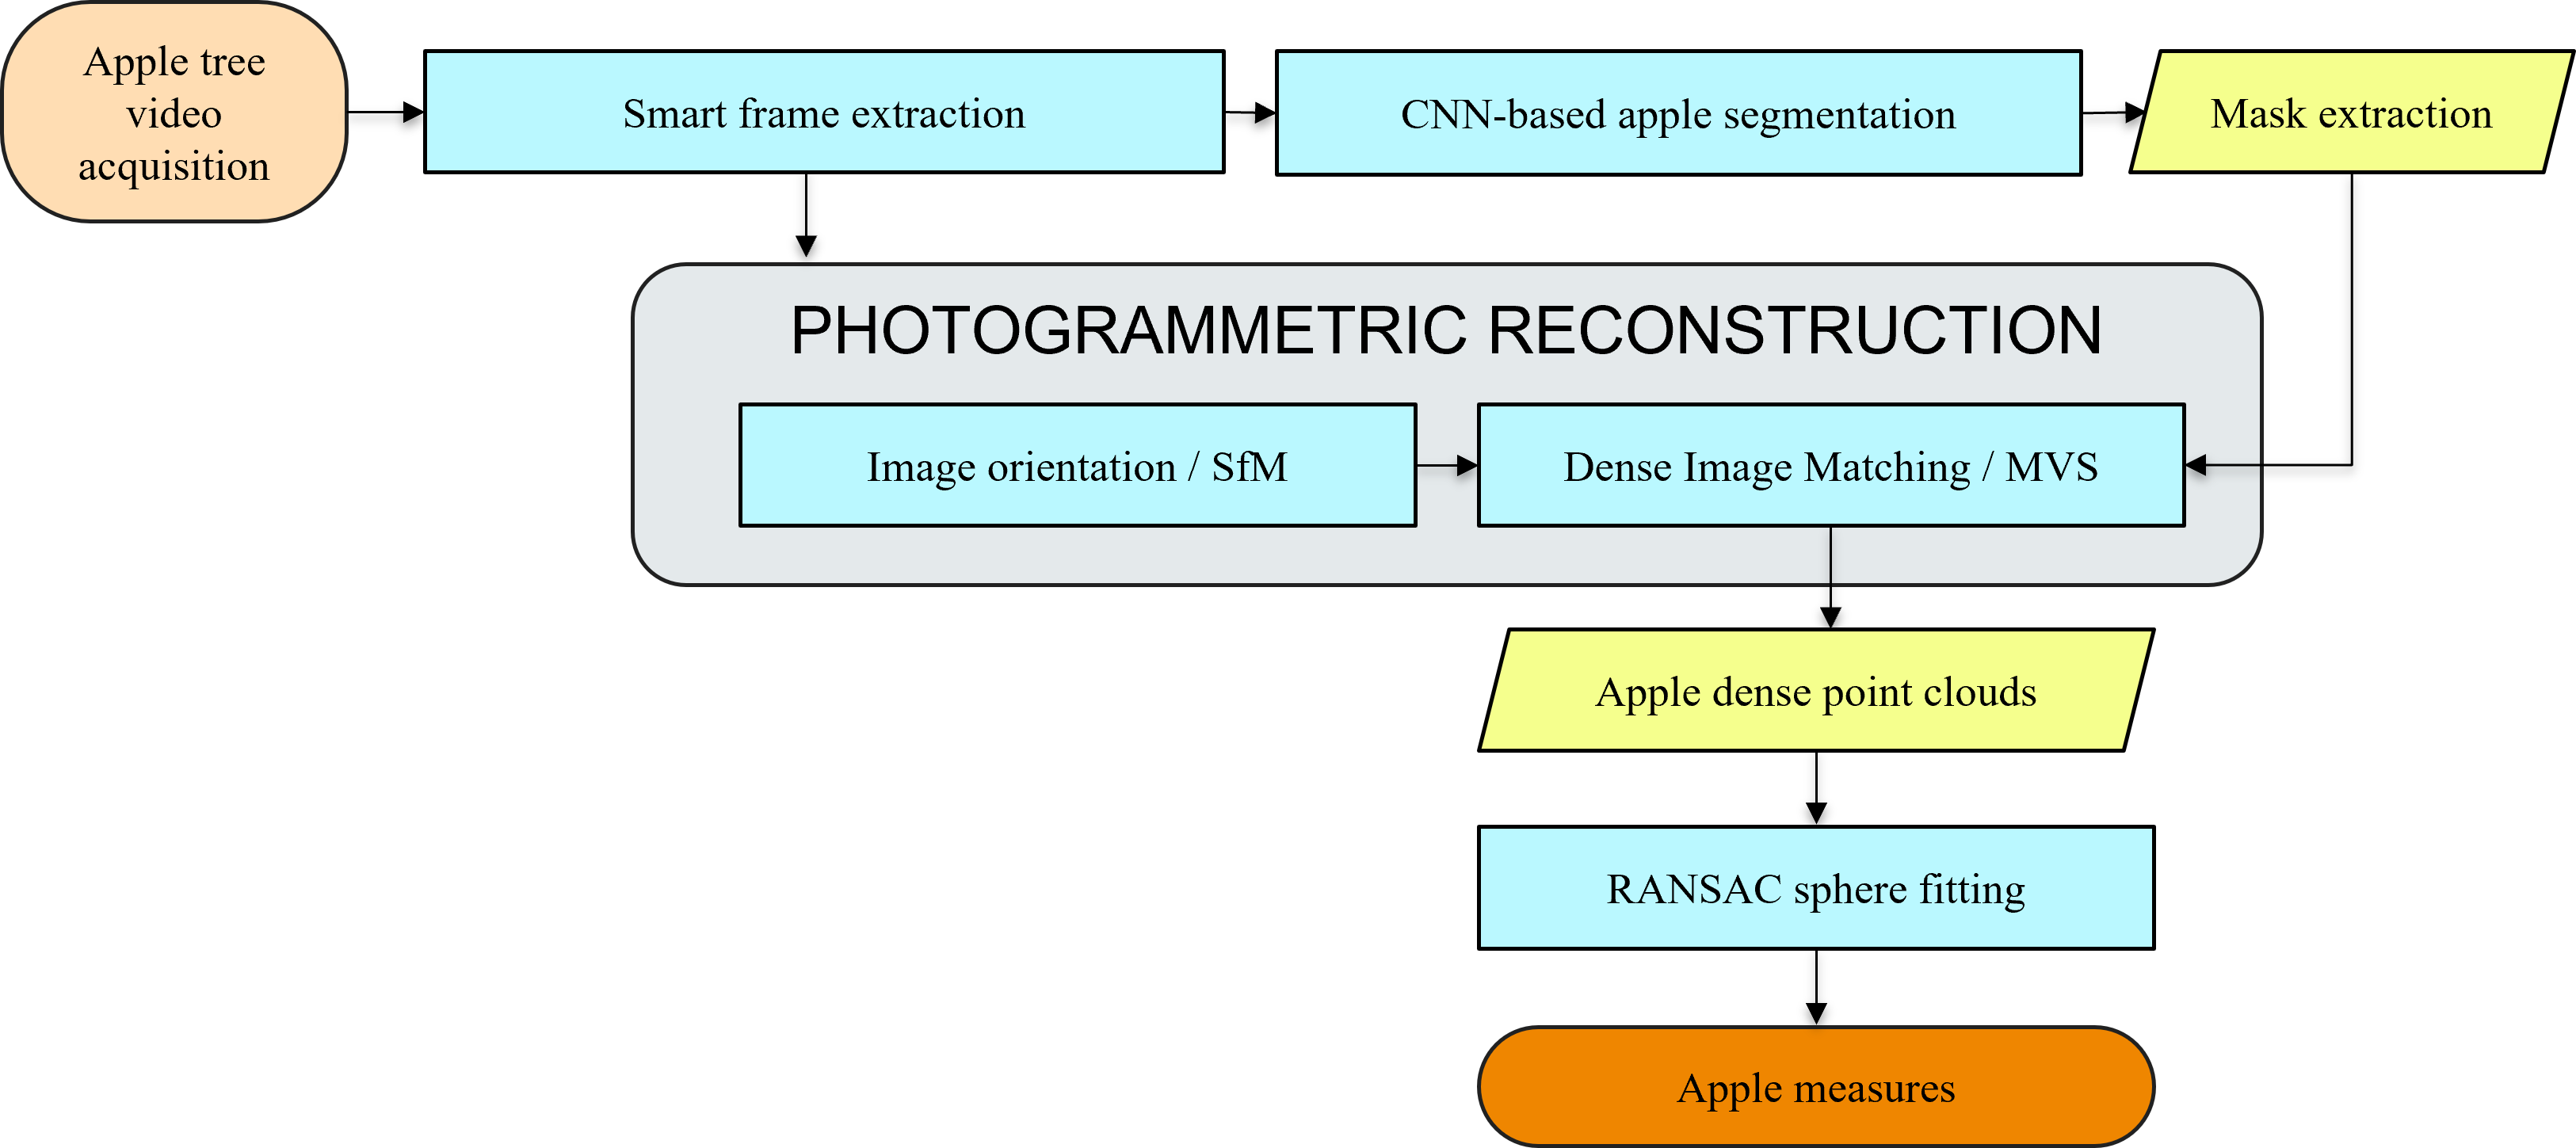 Apple tree
video
acquisition
Smart frame extraction
CNN-based apple segmentation
Mask extraction
PHOTOGRAMMETRIC RECONSTRUCTION
Image orientation / SfM
Dense Image Matching / MVS
Apple dense point clouds
RANSAC sphere fitting
Apple measures